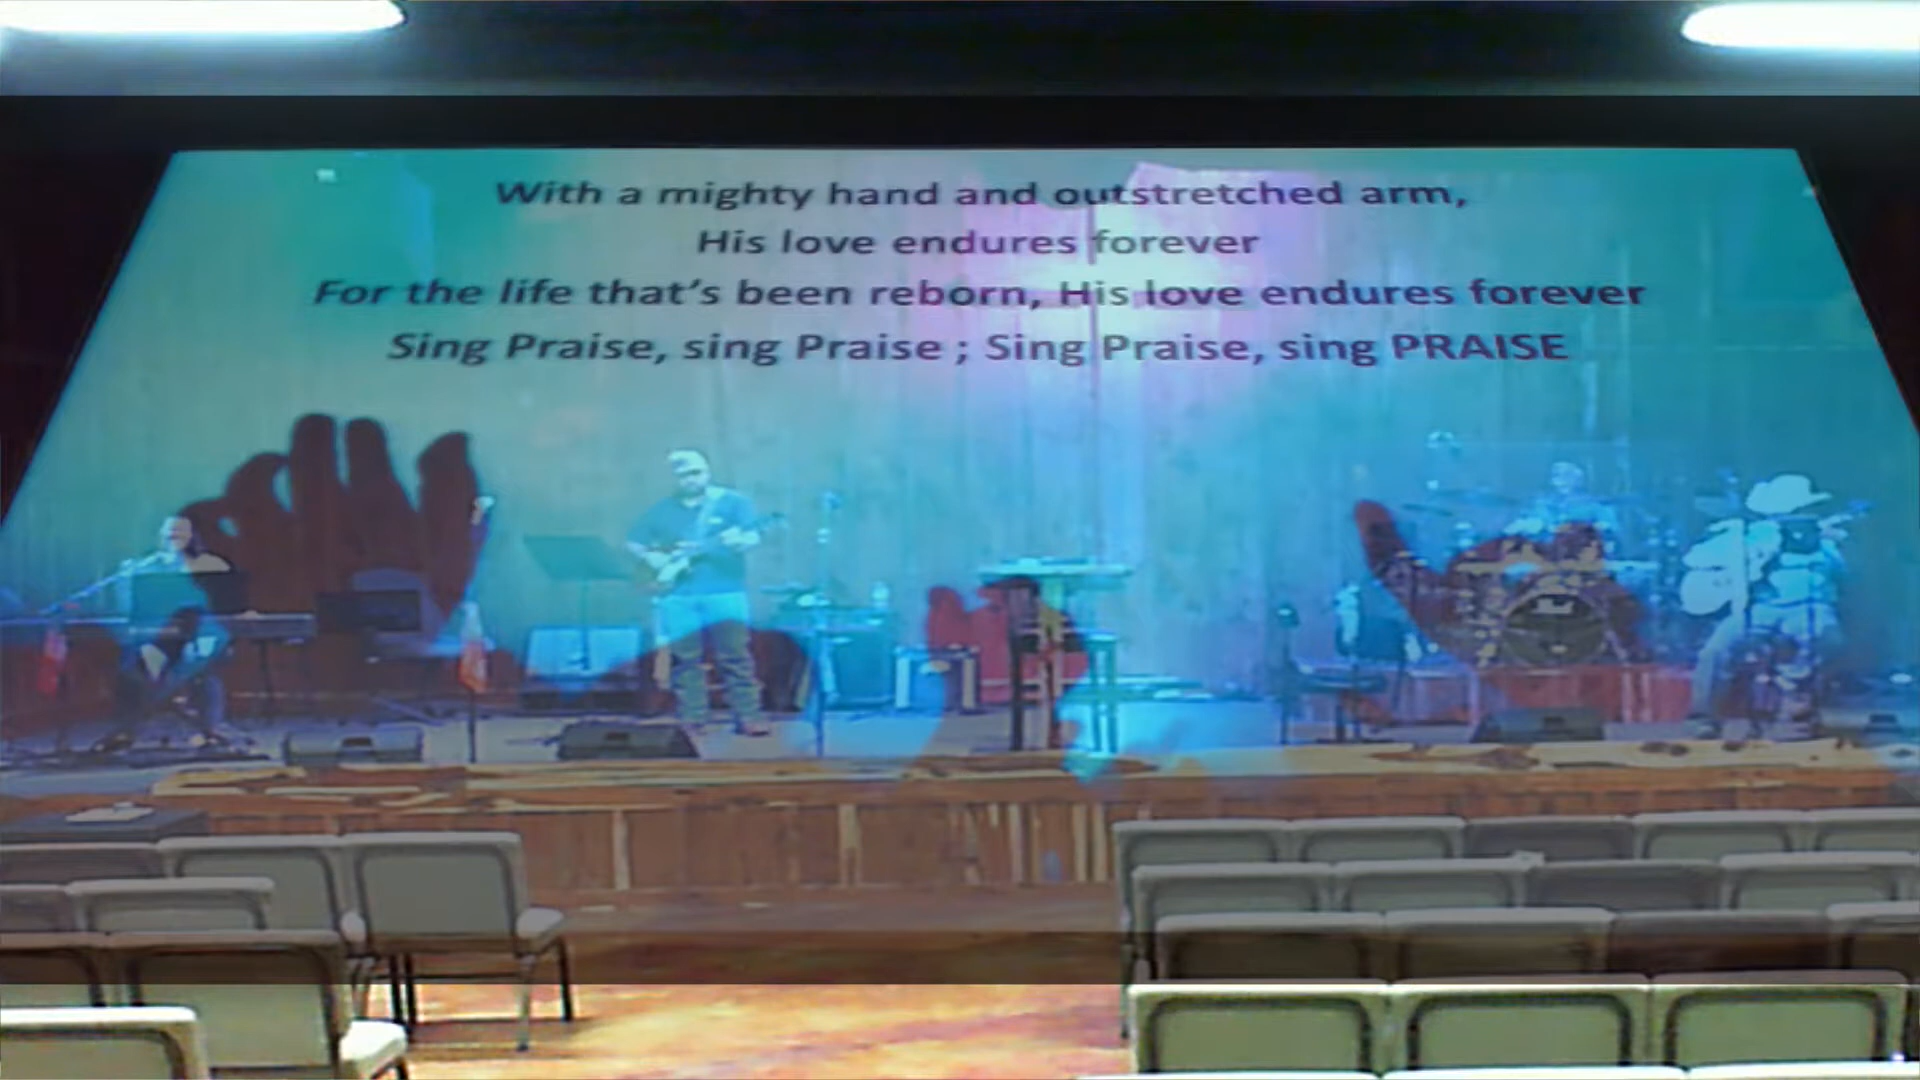 With a mighty hand and outstretched arm,
His love endures forever
For the life that's been reborn, His love endures forever
Sing Praise, sing Praise ; Sing Praise, sing PRAISE